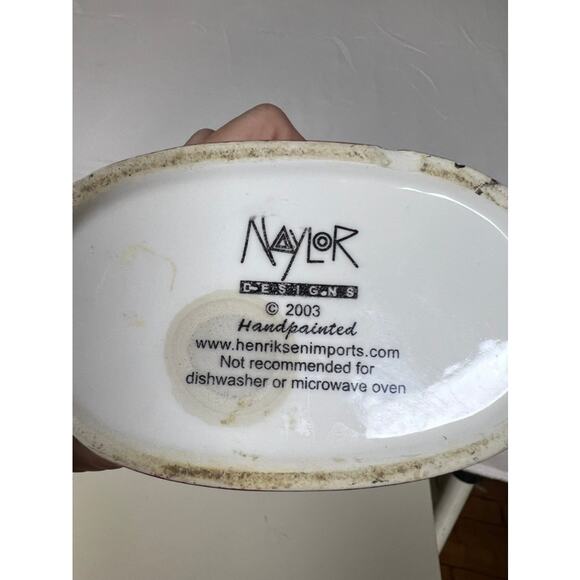 NAYLOR
DESIGNS
© 2003
Handpainted
www.henriksenimports.com
Not recommended for
dishwasher or microwave oven